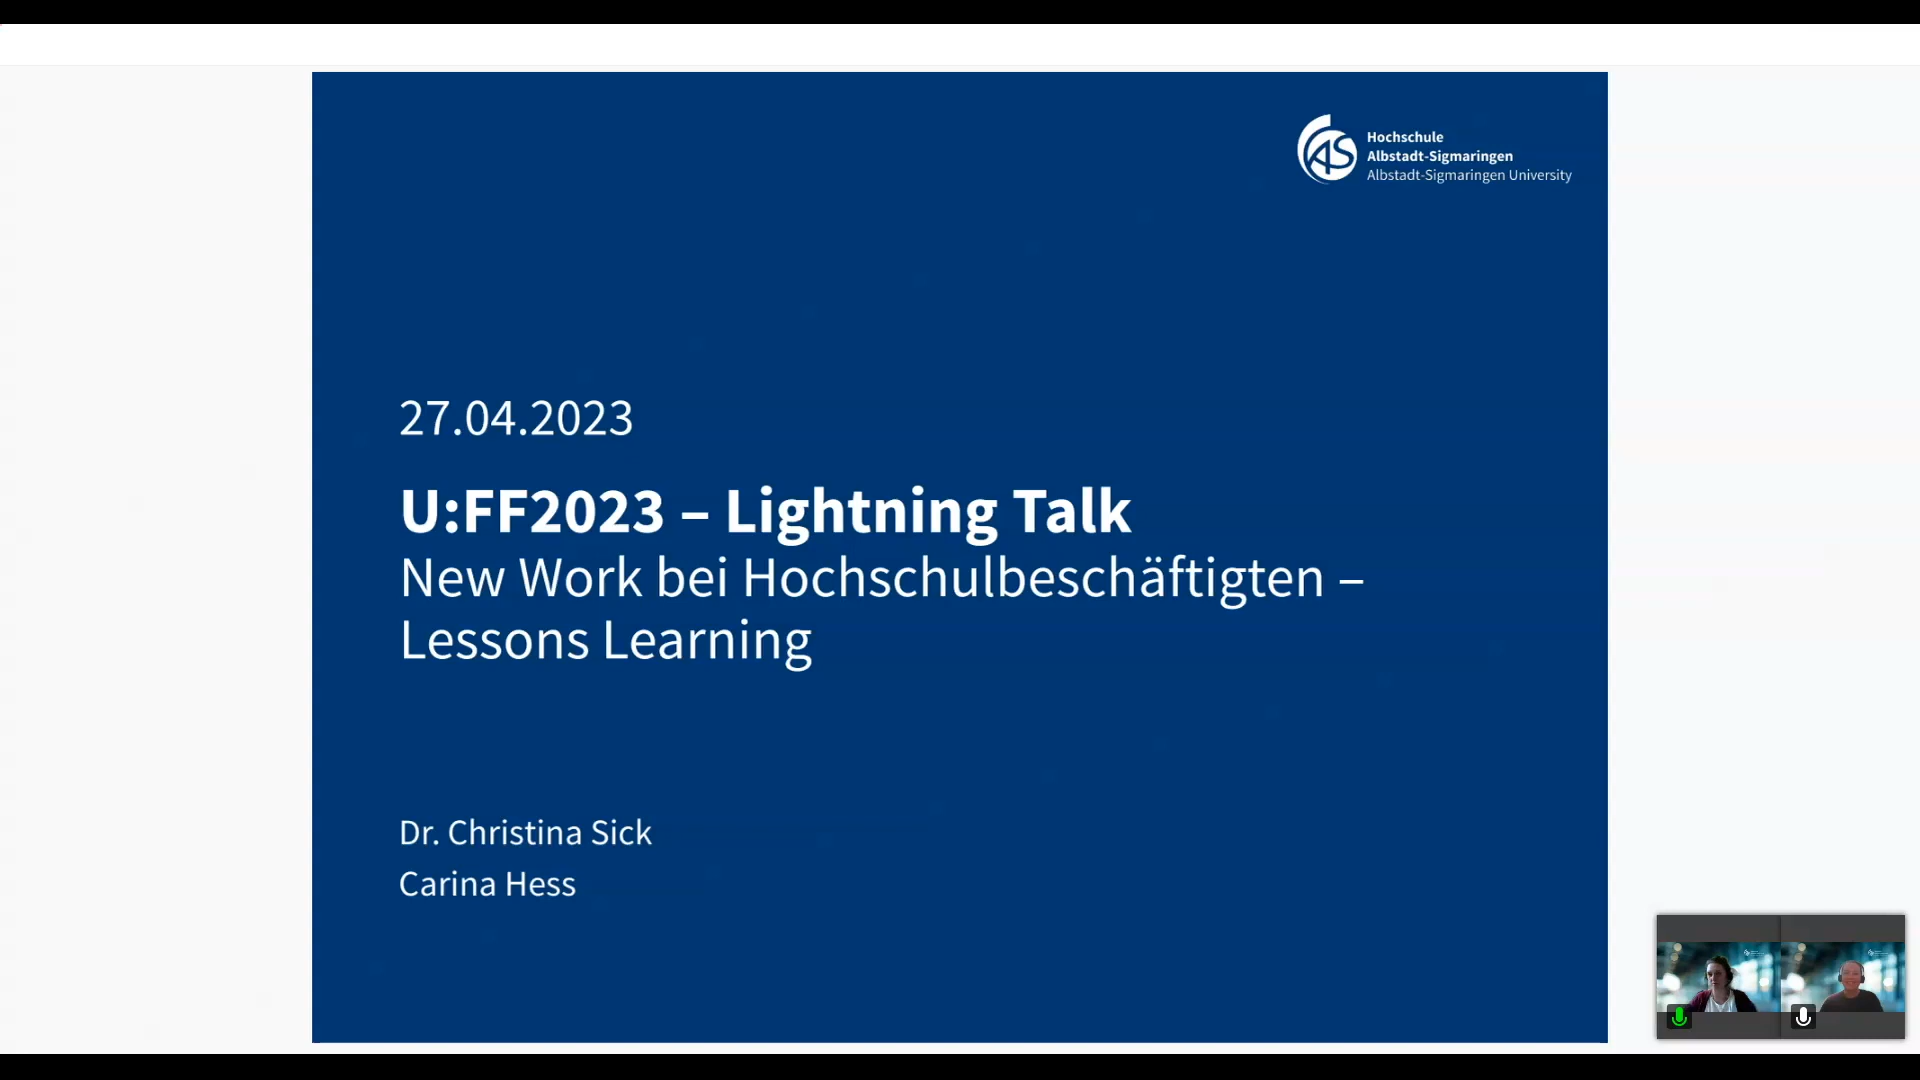 Hochschule
Albstadt-Sigmaringen
Albstadt-Sigmaringen University
27.04.2023
U:FF2023 – Lightning Talk
New Work bei Hochschulbeschäftigten –
Lessons Learning
Dr. Christina Sick
Carina Hess